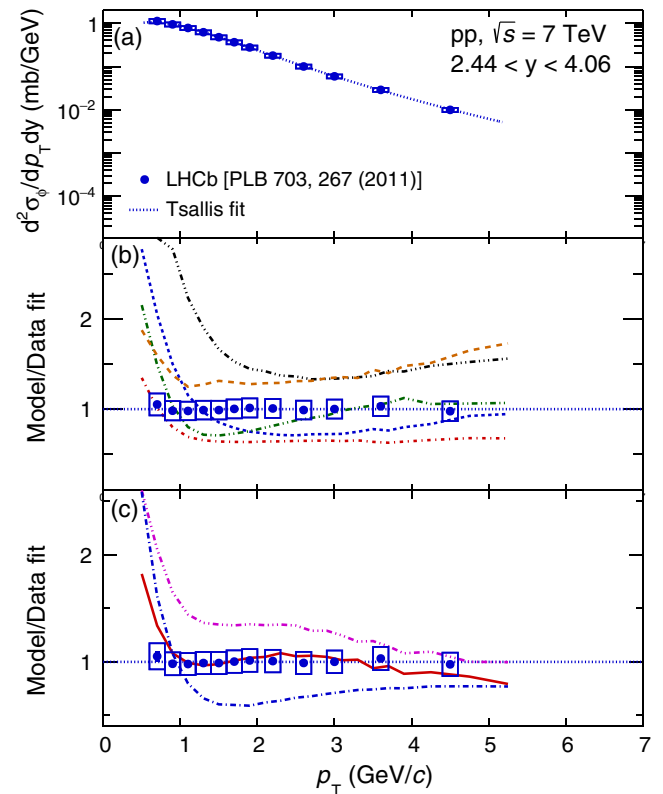 1
(a)
pp, √s = 7 TeV
2.44 < y < 4.06
10⁻²
10⁻⁴
d²σ_ϕ/dp_T dy (mb/GeV)
LHCb [PLB 703, 267 (2011)]
Tsallis fit
(b)
2
1
Model/Data fit
(c)
2
1
Model/Data fit
0 1 2 3 4 5 6 7
p_T (GeV/c)